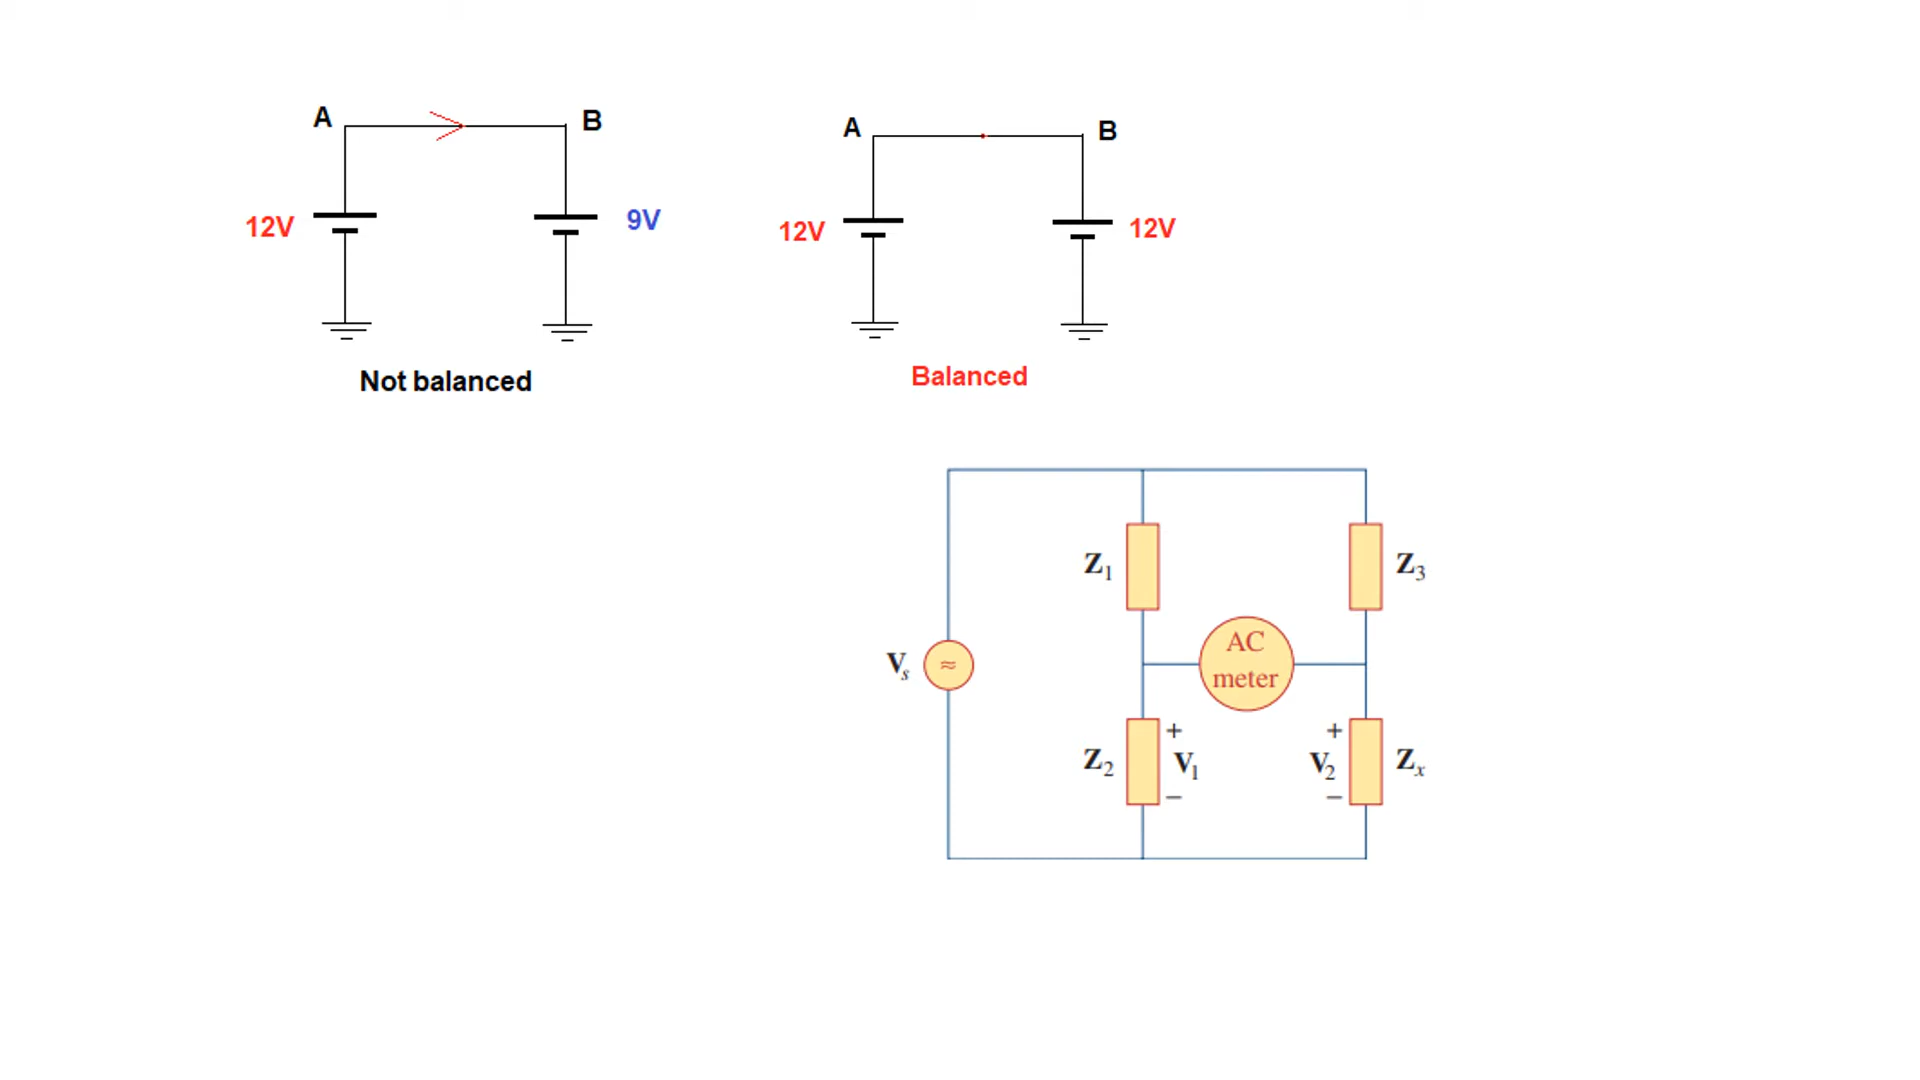 A
B
12V
9V
Not balanced
A
B
12V
12V
Balanced
Z₁
Z₃
AC
meter
Vₛ
≈
+
+
Z₂
V₁
V₂
Zₓ
−
−